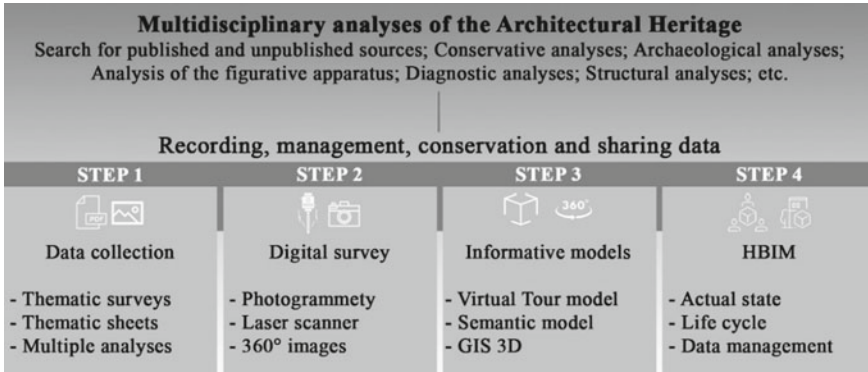 Multidisciplinary analyses of the Architectural Heritage
Search for published and unpublished sources; Conservative analyses; Archaeological analyses;
Analysis of the figurative apparatus; Diagnostic analyses; Structural analyses; etc.
Recording, management, conservation and sharing data
STEP 1
PDF
Data collection
- Thematic surveys
- Thematic sheets
- Multiple analyses
STEP 2
Digital survey
- Photogrammety
- Laser scanner
- 360° images
STEP 3
360°
Informative models
- Virtual Tour model
- Semantic model
- GIS 3D
STEP 4
HBIM
- Actual state
- Life cycle
- Data management